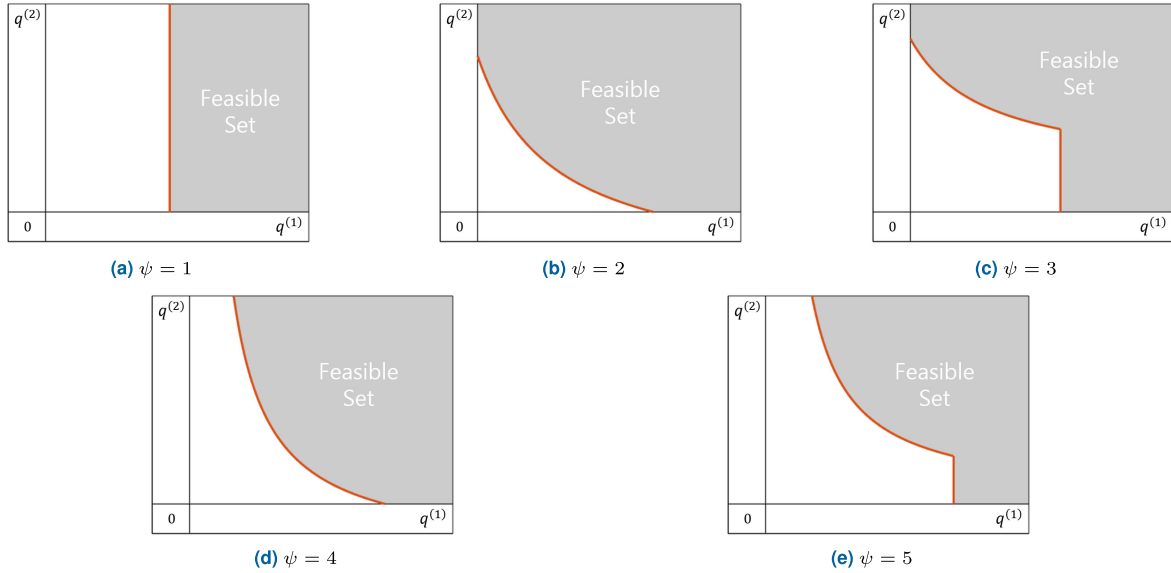 q^{(2)}
Feasible
Set
0
q^{(1)}
(a) ψ = 1
q^{(2)}
Feasible
Set
0
q^{(1)}
(b) ψ = 2
q^{(2)}
Feasible
Set
0
q^{(1)}
(c) ψ = 3
q^{(2)}
Feasible
Set
0
q^{(1)}
(d) ψ = 4
q^{(2)}
Feasible
Set
0
q^{(1)}
(e) ψ = 5